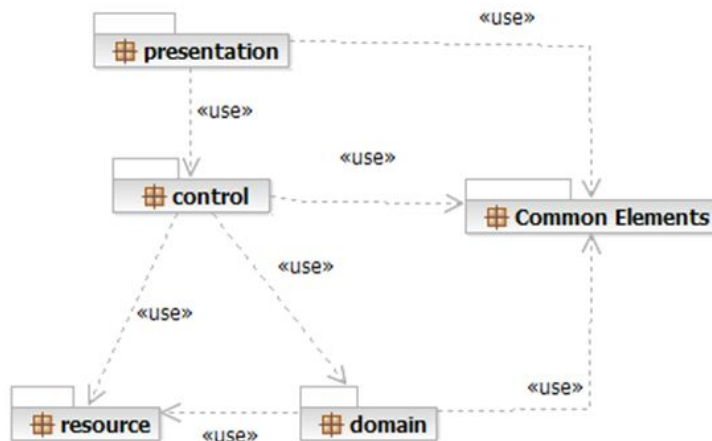 «use»
presentation
«use»
«use»
control
Common Elements
«use»
«use»
«use»
resource
domain
«use»